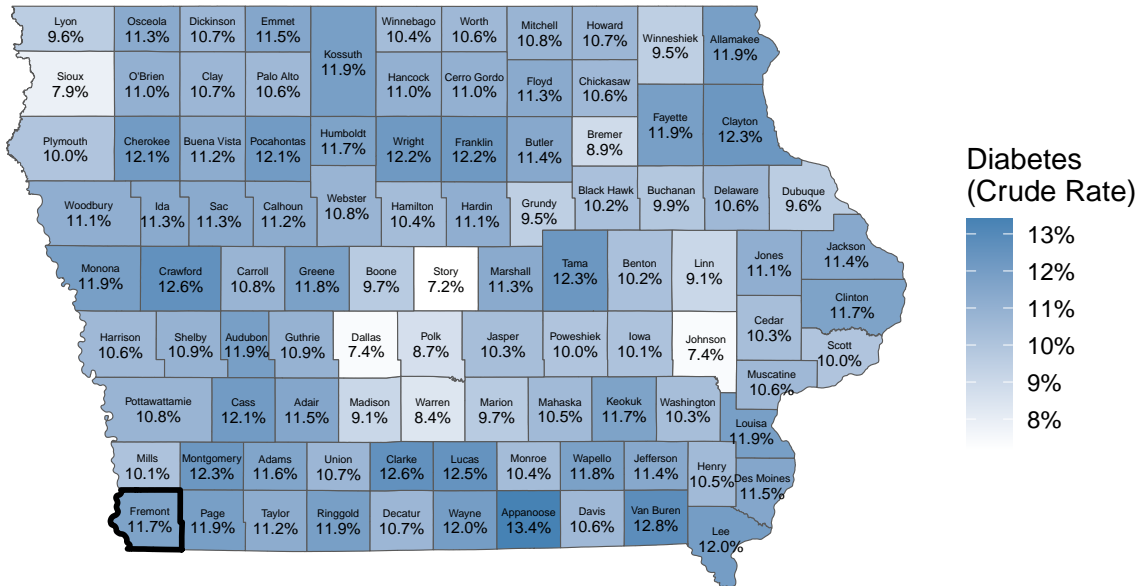 Lyon
9.6%
Osceola
11.3%
Dickinson
10.7%
Emmet
11.5%
Kossuth
11.9%
Winnebago
10.4%
Worth
10.6%
Mitchell
10.8%
Howard
10.7%
Winneshiek
9.5%
Allamakee
11.9%
Sioux
7.9%
O'Brien
11.0%
Clay
10.7%
Palo Alto
10.6%
Hancock
11.0%
Cerro Gordo
11.0%
Floyd
11.3%
Chickasaw
10.6%
Fayette
11.9%
Clayton
12.3%
Plymouth
10.0%
Cherokee
12.1%
Buena Vista
11.2%
Pocahontas
12.1%
Humboldt
11.7%
Wright
12.2%
Franklin
12.2%
Butler
11.4%
Bremer
8.9%
Woodbury
11.1%
Ida
11.3%
Sac
11.3%
Calhoun
11.2%
Webster
10.8%
Hamilton
10.4%
Hardin
11.1%
Grundy
9.5%
Black Hawk
10.2%
Buchanan
9.9%
Delaware
10.6%
Dubuque
9.6%
Monona
11.9%
Crawford
12.6%
Carroll
10.8%
Greene
11.8%
Boone
9.7%
Story
7.2%
Marshall
11.3%
Tama
12.3%
Benton
10.2%
Linn
9.1%
Jones
11.1%
Jackson
11.4%
Clinton
11.7%
Harrison
10.6%
Shelby
10.9%
Audubon
11.9%
Guthrie
10.9%
Dallas
7.4%
Polk
8.7%
Jasper
10.3%
Poweshiek
10.0%
Iowa
10.1%
Johnson
7.4%
Cedar
10.3%
Scott
10.0%
Muscatine
10.6%
Pottawattamie
10.8%
Cass
12.1%
Adair
11.5%
Madison
9.1%
Warren
8.4%
Marion
9.7%
Mahaska
10.5%
Keokuk
11.7%
Washington
10.3%
Louisa
11.9%
Mills
10.1%
Montgomery
12.3%
Adams
11.6%
Union
10.7%
Clarke
12.6%
Lucas
12.5%
Monroe
10.4%
Wapello
11.8%
Jefferson
11.4%
Henry
10.5%
Des Moines
11.5%
Fremont
11.7%
Page
11.9%
Taylor
11.2%
Ringgold
11.9%
Decatur
10.7%
Wayne
12.0%
Appanoose
13.4%
Davis
10.6%
Van Buren
12.8%
Lee
12.0%
Diabetes
(Crude Rate)
13%
12%
11%
10%
9%
8%